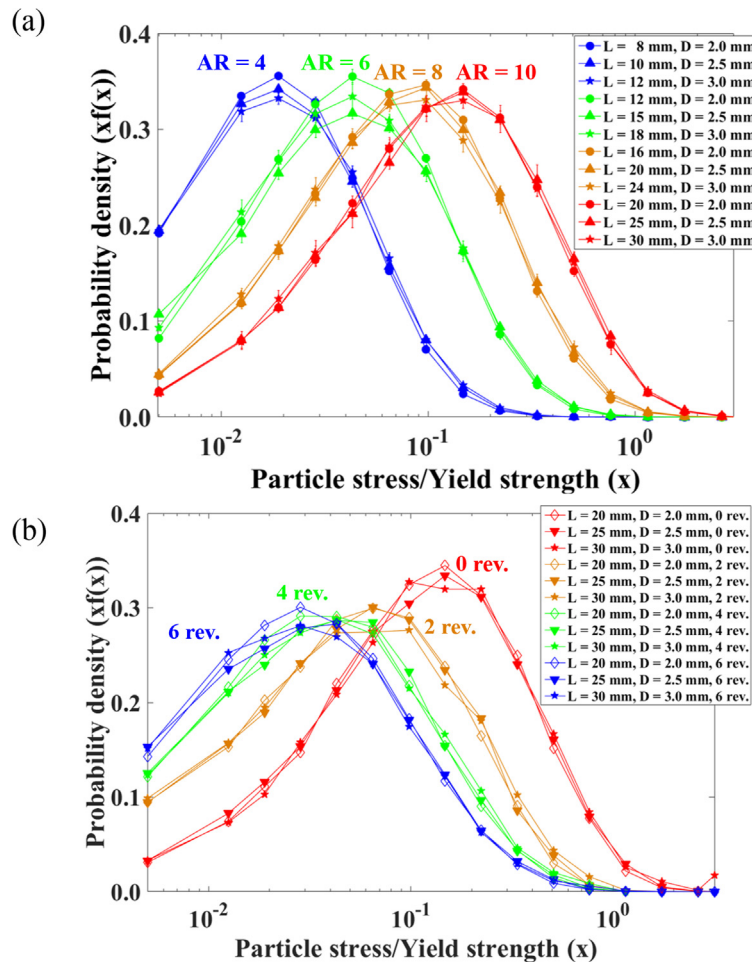 (a)
0.4
0.3
0.2
0.1
0.0
Probability density (xf(x))
AR = 4
AR = 6
AR = 8
AR = 10
L = 8 mm, D = 2.0 mm
L = 10 mm, D = 2.5 mm
L = 12 mm, D = 3.0 mm
L = 12 mm, D = 2.0 mm
L = 15 mm, D = 2.5 mm
L = 18 mm, D = 3.0 mm
L = 16 mm, D = 2.0 mm
L = 20 mm, D = 2.5 mm
L = 24 mm, D = 3.0 mm
L = 20 mm, D = 2.0 mm
L = 25 mm, D = 2.5 mm
L = 30 mm, D = 3.0 mm
10⁻² 10⁻¹ 10⁰
Particle stress/Yield strength (x)
(b)
0.4
0.3
0.2
0.1
0.0
Probability density (xf(x))
0 rev.
4 rev.
6 rev.
2 rev.
L = 20 mm, D = 2.0 mm, 0 rev.
L = 25 mm, D = 2.5 mm, 0 rev.
L = 30 mm, D = 3.0 mm, 0 rev.
L = 20 mm, D = 2.0 mm, 2 rev.
L = 25 mm, D = 2.5 mm, 2 rev.
L = 30 mm, D = 3.0 mm, 2 rev.
L = 20 mm, D = 2.0 mm, 4 rev.
L = 25 mm, D = 2.5 mm, 4 rev.
L = 30 mm, D = 3.0 mm, 4 rev.
L = 20 mm, D = 2.0 mm, 6 rev.
L = 25 mm, D = 2.5 mm, 6 rev.
L = 30 mm, D = 3.0 mm, 6 rev.
10⁻² 10⁻¹ 10⁰
Particle stress/Yield strength (x)